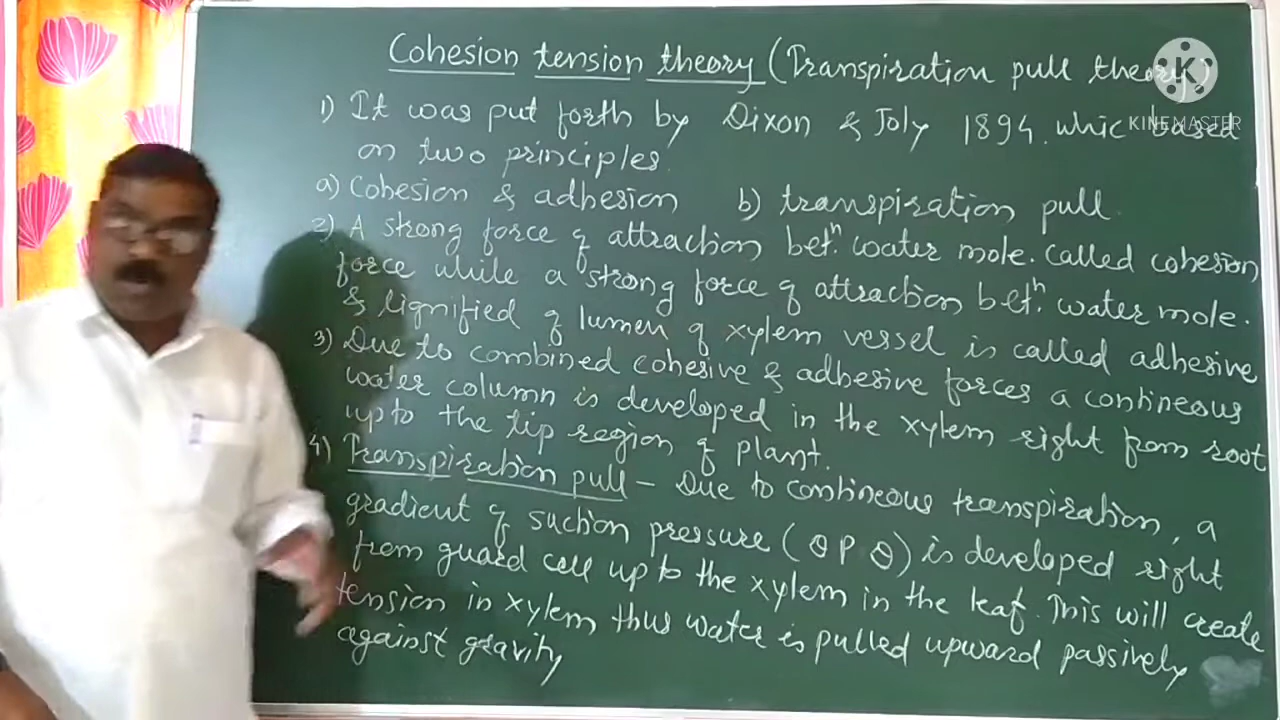 Cohesion tension theory (Transpiration pull theory)
KINEMASTER
1) It was put forth by Dixon & Joly 1894. whic based
on two principles.
a) Cohesion & adhesion b) transpiration pull.
2) A strong force of attraction betn. water mole. called cohesion
force while a strong force of attraction betn. water mole.
& lignified of lumen of xylem vessel is called adhesive
3) Due to combined cohesive & adhesive forces a contineous
water column is developed in the xylem right from root
upto the tip region of plant.
4) Transpiration pull – Due to contineous transpiration, a
gradient of suction pressure ( ) is developed right
from guard cell up to the xylem in the leaf. This will create
tension in xylem thus water is pulled upward passively
against gravity